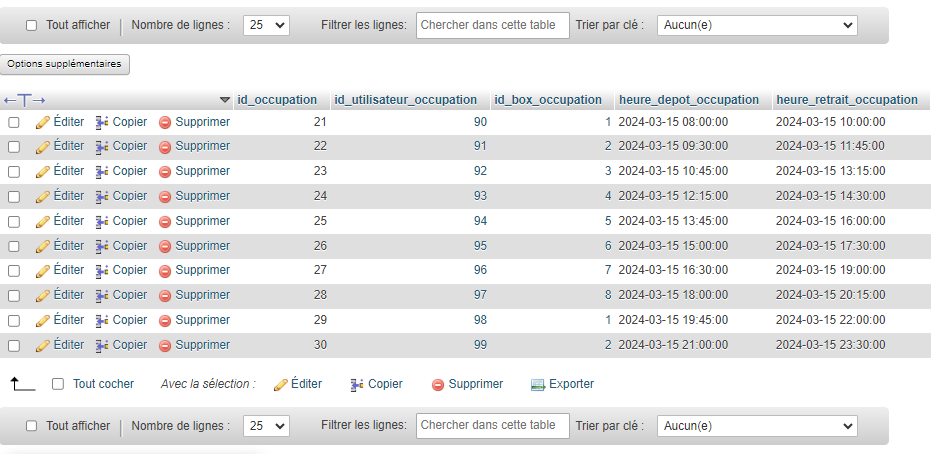 Tout afficher Nombre de lignes : 25 Filtrer les lignes: Chercher dans cette table Trier par clé : Aucun(e)
Options supplémentaires
←T→ id_occupation id_utilisateur_occupation id_box_occupation heure_depot_occupation heure_retrait_occupation
Éditer Copier Supprimer 21 90 1 2024-03-15 08:00:00 2024-03-15 10:00:00
Éditer Copier Supprimer 22 91 2 2024-03-15 09:30:00 2024-03-15 11:45:00
Éditer Copier Supprimer 23 92 3 2024-03-15 10:45:00 2024-03-15 13:15:00
Éditer Copier Supprimer 24 93 4 2024-03-15 12:15:00 2024-03-15 14:30:00
Éditer Copier Supprimer 25 94 5 2024-03-15 13:45:00 2024-03-15 16:00:00
Éditer Copier Supprimer 26 95 6 2024-03-15 15:00:00 2024-03-15 17:30:00
Éditer Copier Supprimer 27 96 7 2024-03-15 16:30:00 2024-03-15 19:00:00
Éditer Copier Supprimer 28 97 8 2024-03-15 18:00:00 2024-03-15 20:15:00
Éditer Copier Supprimer 29 98 1 2024-03-15 19:45:00 2024-03-15 22:00:00
Éditer Copier Supprimer 30 99 2 2024-03-15 21:00:00 2024-03-15 23:30:00
Tout cocher Avec la sélection : Éditer Copier Supprimer Exporter
Tout afficher Nombre de lignes : 25 Filtrer les lignes: Chercher dans cette table Trier par clé : Aucun(e)